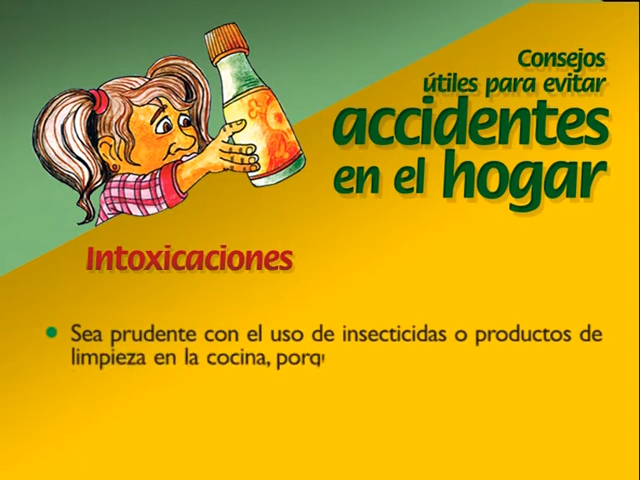 Consejos
útiles para evitar
accidentes
en el hogar
Intoxicaciones
• Sea prudente con el uso de insecticidas o productos de
limpieza en la cocina,